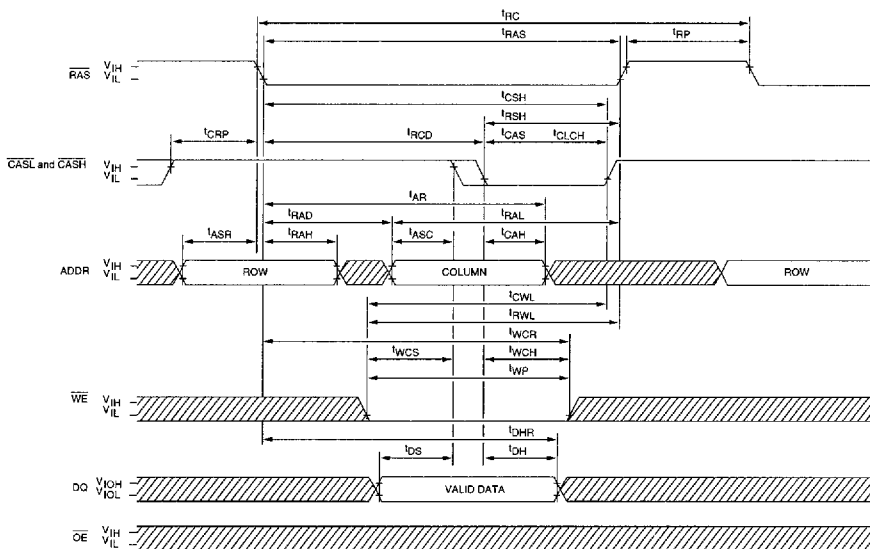 tRC
tRAS
tRP
RAS
VIH
VIL
tCSH
tRSH
tCRP
tRCD
tCAS
tCLCH
CASL and CASH
VIH
VIL
tAR
tRAD
tRAL
tASR
tRAH
tASC
tCAH
ADDR
VIH
VIL
ROW
COLUMN
ROW
tCWL
tRWL
tWCR
tWCS
tWCH
tWP
WE
VIH
VIL
tDHR
tDS
tDH
DQ
VIOH
VIOL
VALID DATA
OE
VIH
VIL